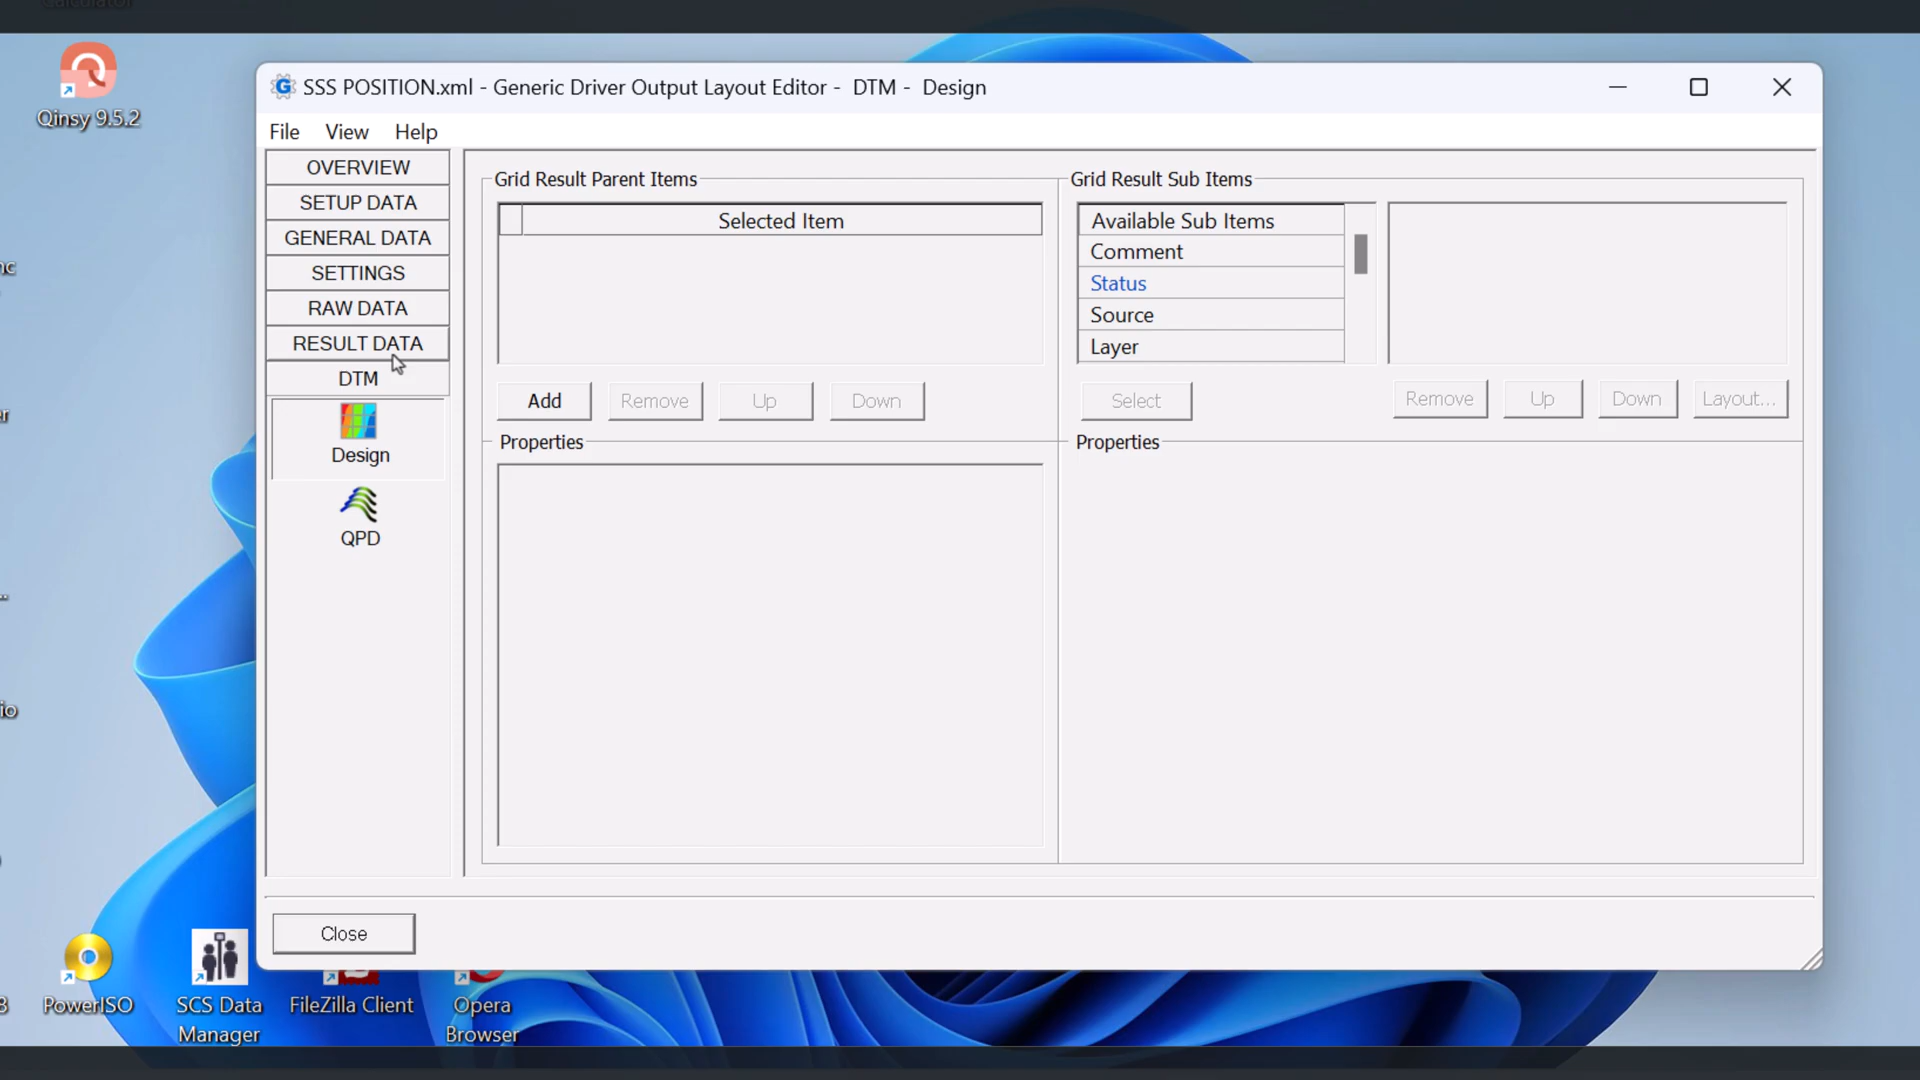 Calculator
Qinsy 9.5.2
SSS POSITION.xml - Generic Driver Output Layout Editor -  DTM -  Design
File View Help
OVERVIEW
SETUP DATA
GENERAL DATA
SETTINGS
RAW DATA
RESULT DATA
DTM
Design
QPD
Grid Result Parent Items
Selected Item
Add Remove Up Down
Properties
Grid Result Sub Items
Available Sub Items
Comment
Status
Source
Layer
Select
Remove Up Down Layout...
Properties
Close
PowerISO
SCS Data
Manager
FileZilla Client
Opera
Browser